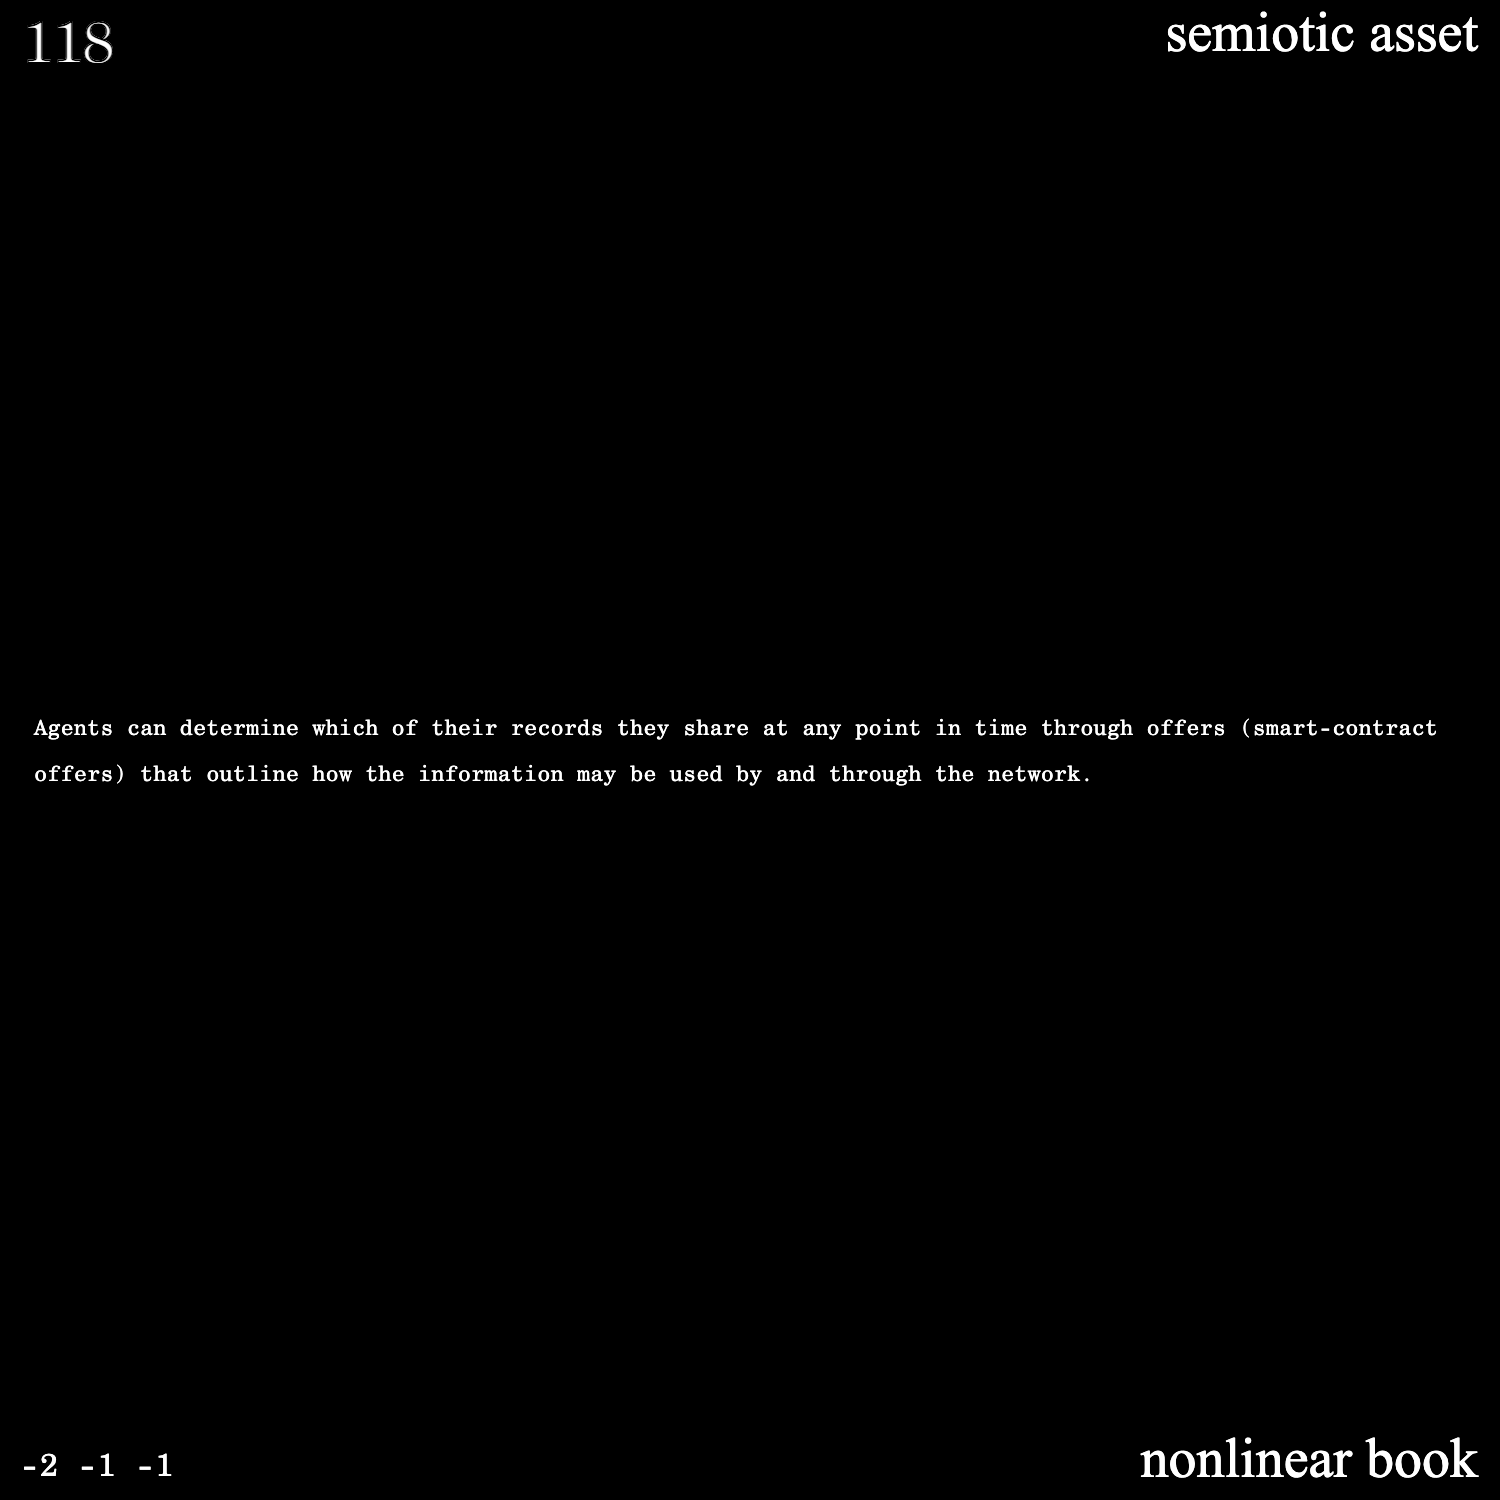 118
semiotic asset
Agents can determine which of their records they share at any point in time through offers (smart-contract
offers) that outline how the information may be used by and through the network.
-2 -1 -1
nonlinear book